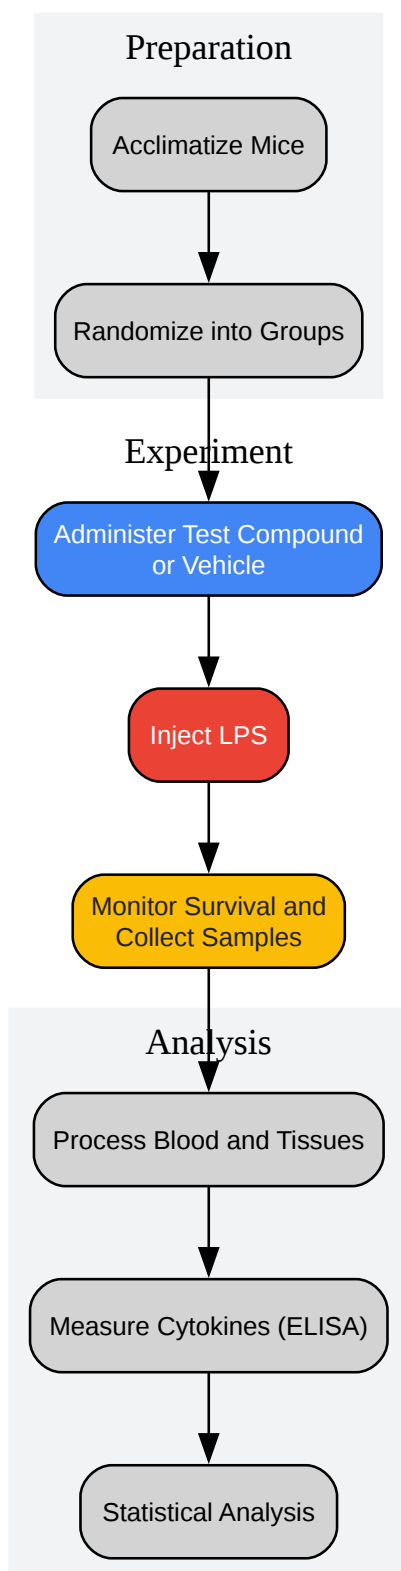 Preparation
Acclimatize Mice
Randomize into Groups
Experiment
Administer Test Compound
or Vehicle
Inject LPS
Monitor Survival and
Collect Samples
Analysis
Process Blood and Tissues
Measure Cytokines (ELISA)
Statistical Analysis